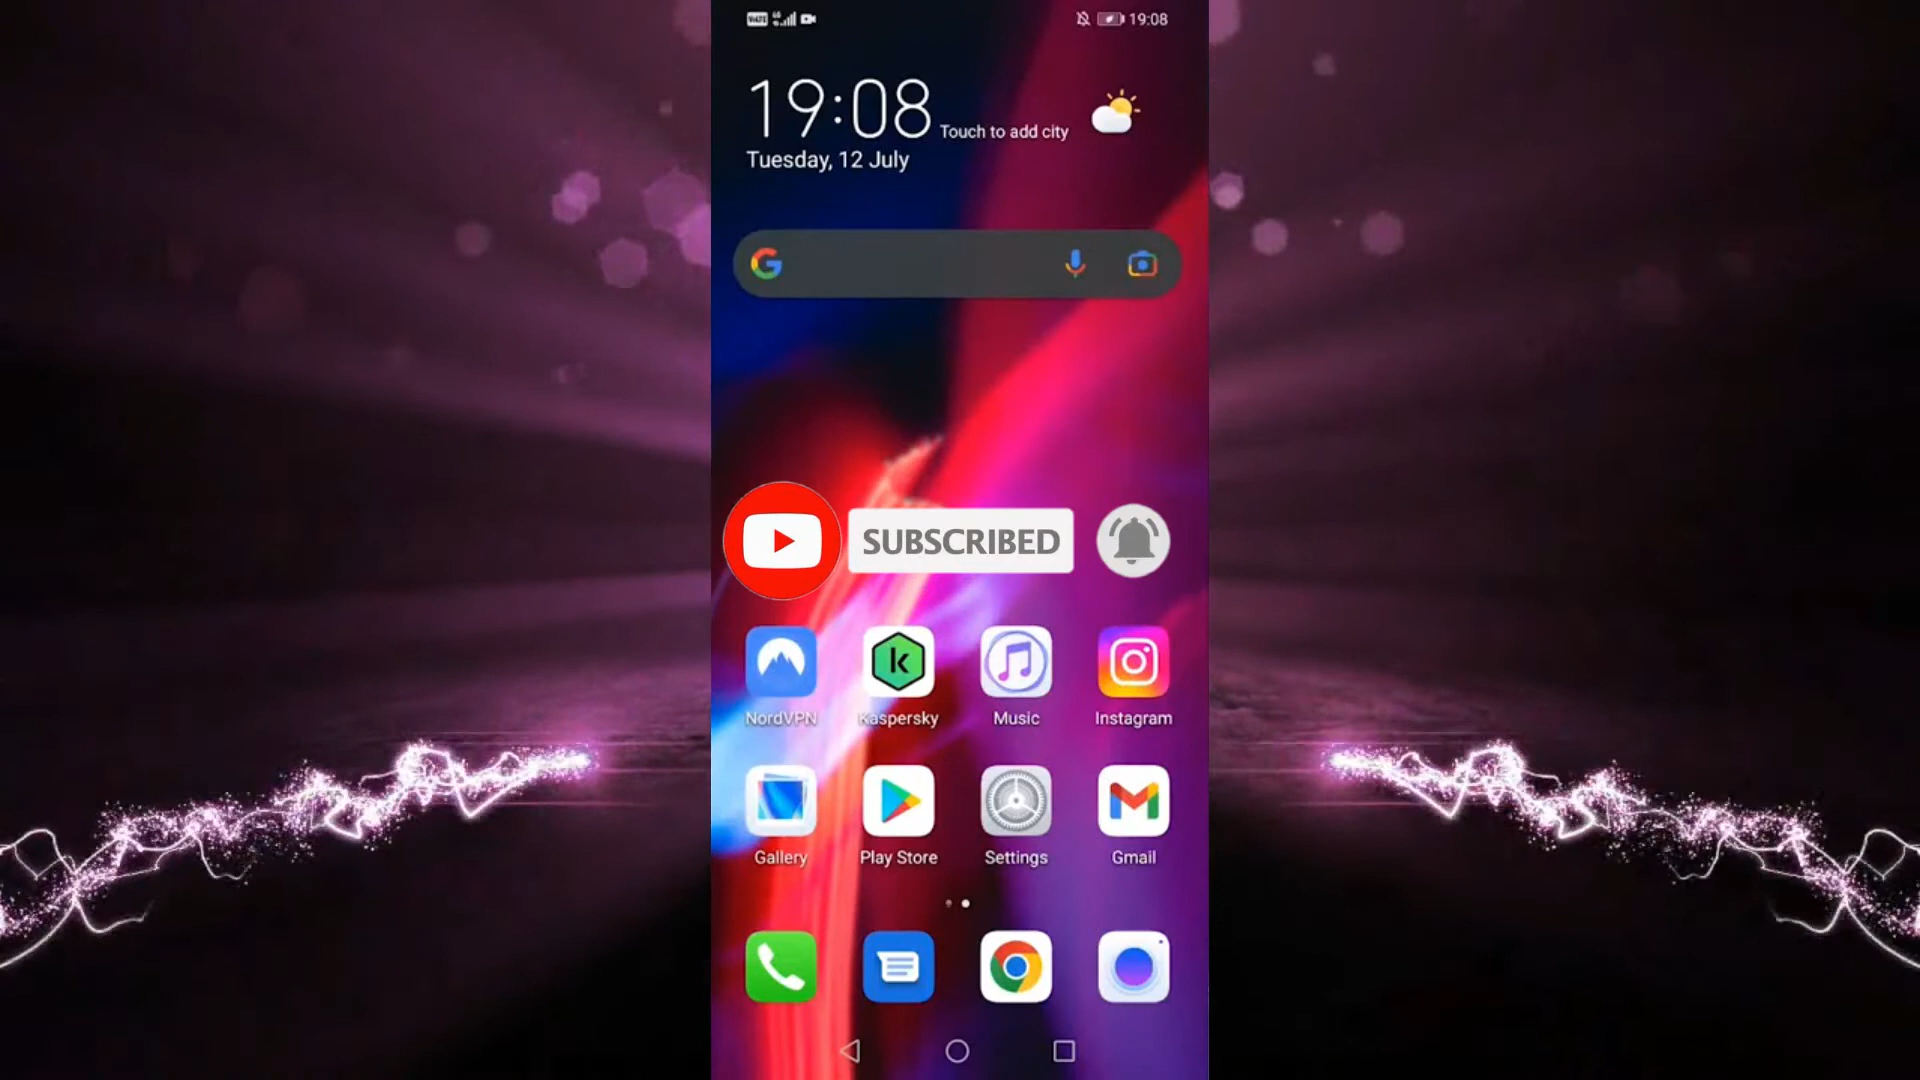 VoLTE
19:08
19:08
Touch to add city
Tuesday, 12 July
SUBSCRIBED
NordVPN
Kaspersky
Music
Instagram
Gallery
Play Store
Settings
Gmail